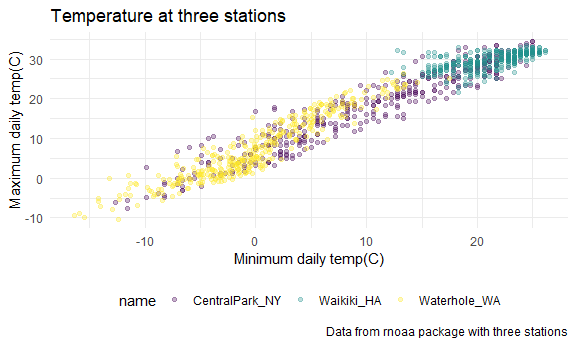 Temperature at three stations
Maximum daily temp(C)
30
20
10
0
-10
-10 0 10 20
Minimum daily temp(C)
name CentralPark_NY Waikiki_HA Waterhole_WA
Data from rnoaa package with three stations